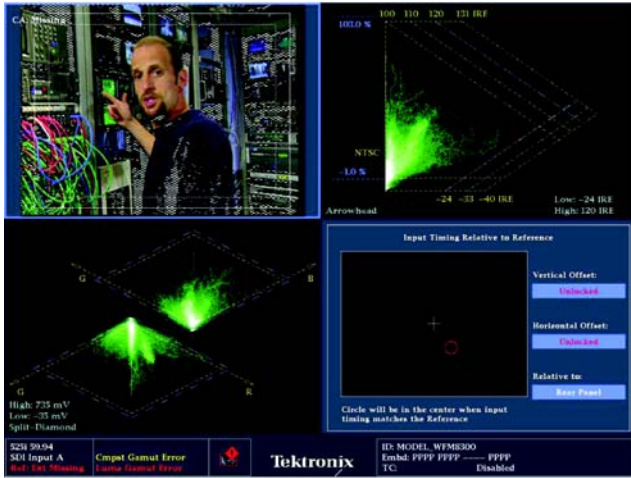 CA: Missing
100 110 120 131 IRE
103.0 %
NTSC
-1.0 %
-24 -33 -40 IRE
Low: -24 IRE
High: 120 IRE
Arrowhead
G
B
G
R
High: 735 mV
Low: -35 mV
Split-Diamond
Input Timing Relative to Reference
Vertical Offset:
Unlocked
Horizontal Offset:
Unlocked
Relative to:
Rear Panel
Circle will be in the center when input
timing matches the Reference
525i 59.94
SDI Input A
Ref: Ext Missing
Cmpst Gamut Error
Luma Gamut Error
Tektronix
ID: MODEL_WFM8300
Embd: PPPP PPPP ---- PPPP
TC: Disabled